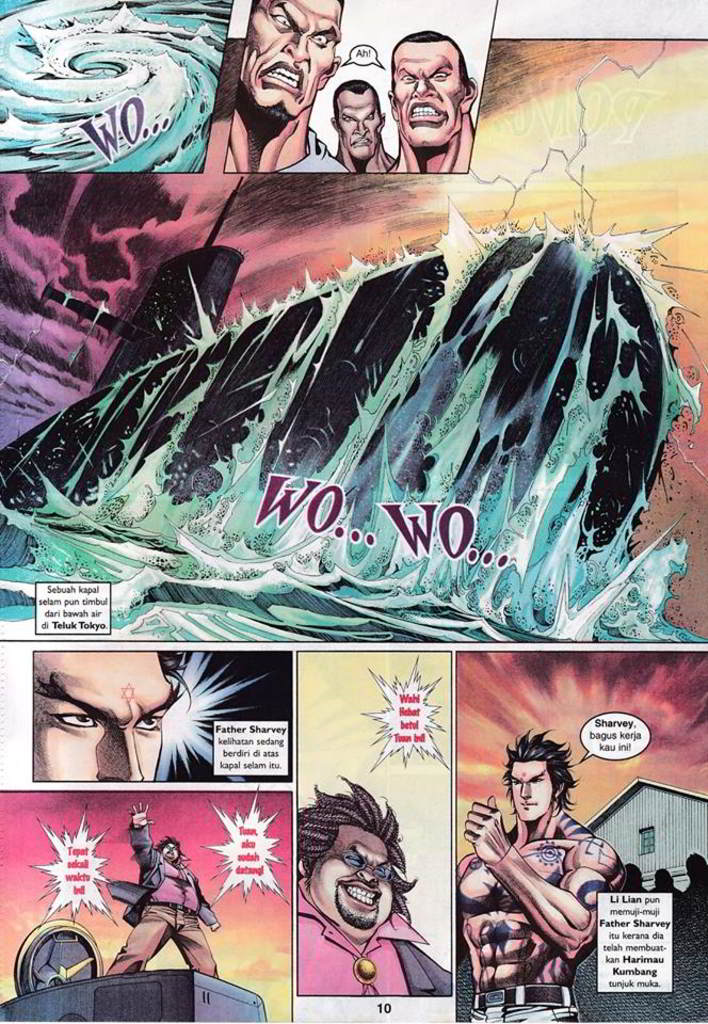 WO...
Ah!
WO... WO...
Sebuah kapal
selam pun timbul
dari bawah air
di Teluk Tokyo.
Father Sharvey
kelihatan sedang
berdiri di atas
kapal selam itu.
Tepat
sekali
waktu
ini!
Tuan,
aku
sudah
datang!
Wah!
Hebat
betul
Tuan ini!
Sharvey,
bagus kerja
kau ini!
Li Lian pun
memuji-muji
Father Sharvey
itu kerana dia
telah membuat-
kan Harimau
Kumbang
tunjuk muka.
10